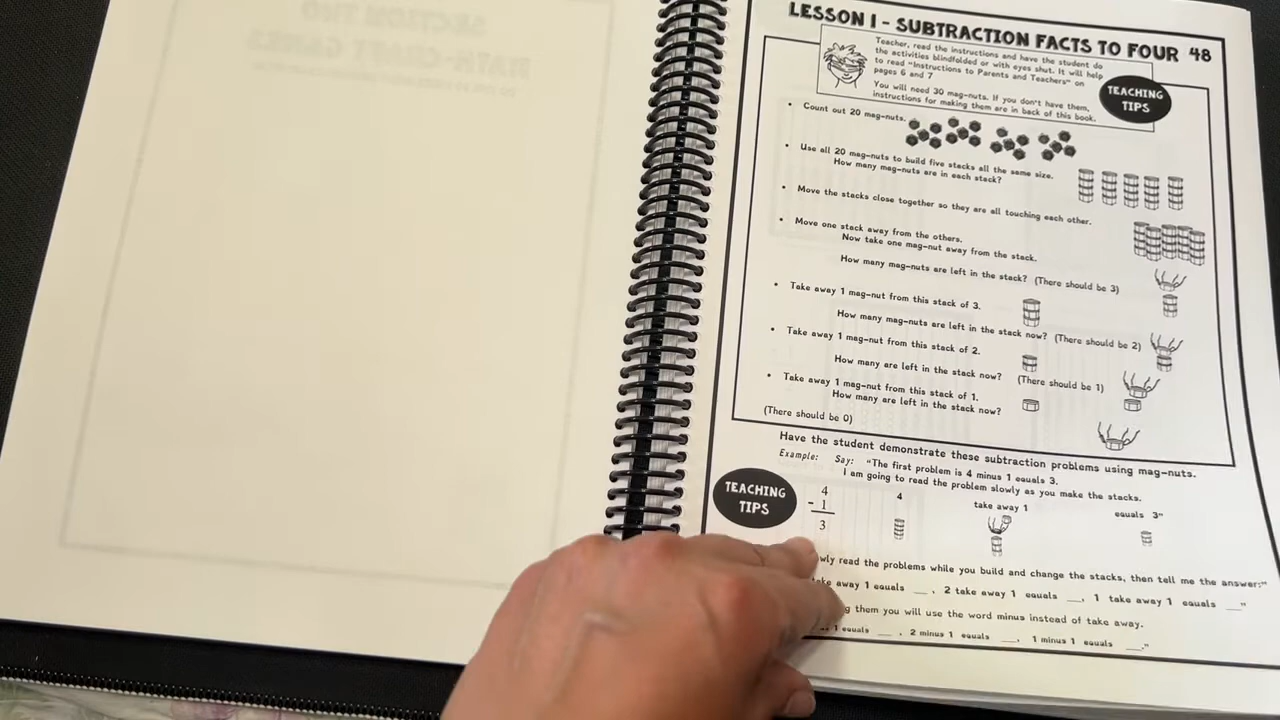 LESSON 1 - SUBTRACTION FACTS TO FOUR 48
Teacher, read the instructions and have the student do
the activities blindfolded or with eyes shut. It will help
to read "Instructions to Parents and Teachers" on
pages 6 and 7
You will need 30 mag-nuts. If you don't have them,
instructions for making them are in back of this book.
TEACHING
TIPS
• Count out 20 mag-nuts.
• Use all 20 mag-nuts to build five stacks all the same size.
How many mag-nuts are in each stack?
• Move the stacks close together so they are all touching each other.
• Move one stack away from the others.
Now take one mag-nut away from the stack.
How many mag-nuts are left in the stack? (There should be 3)
• Take away 1 mag-nut from this stack of 3.
How many mag-nuts are left in the stack now? (There should be 2)
• Take away 1 mag-nut from this stack of 2.
How many are left in the stack now? (There should be 1)
• Take away 1 mag-nut from this stack of 1.
How many are left in the stack now?
(There should be 0)
Have the student demonstrate these subtraction problems using mag-nuts.
Example: Say: "The first problem is 4 minus 1 equals 3.
I am going to read the problem slowly as you make the stacks.
TEACHING
TIPS
4
- 1
3
4
take away 1
equals 3"
read the problems while you build and change the stacks, then tell me the answer:"
take away 1 equals __, 2 take away 1 equals __, 1 take away 1 equals __"
them you will use the word minus instead of take away.
1 equals __, 2 minus 1 equals __, 1 minus 1 equals __."